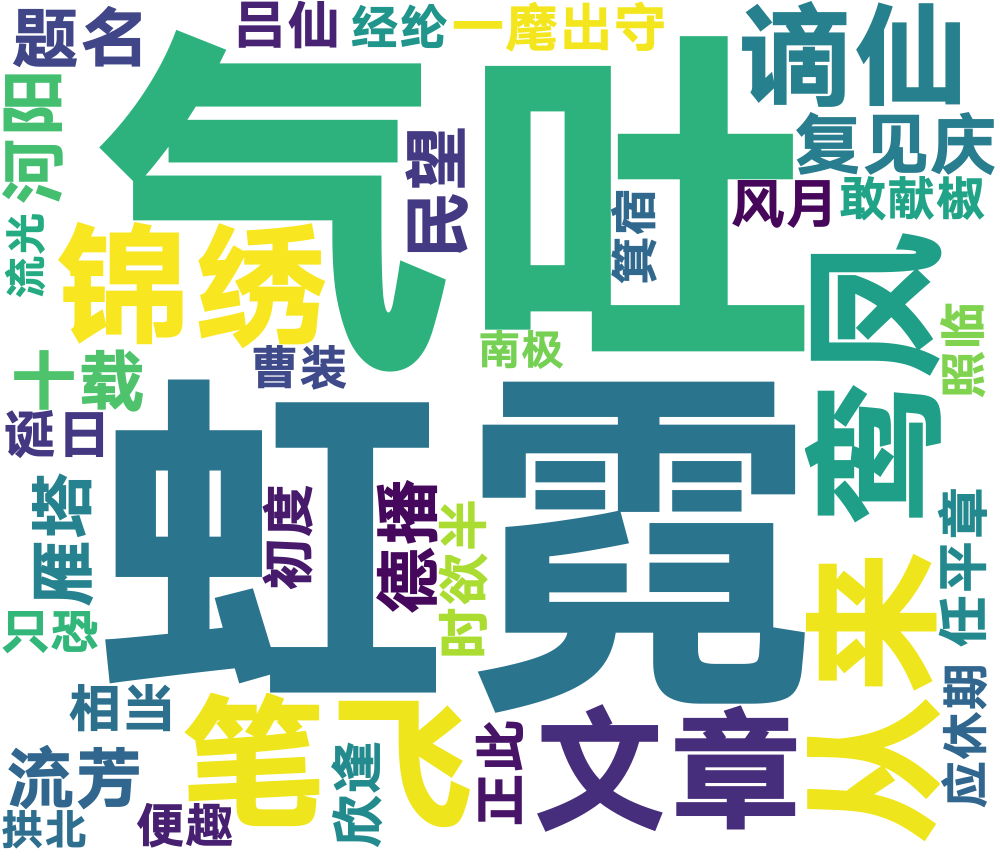 题名
吕仙
经纶
一麾出守
谪仙
河阳
气吐
民望
复见庆
风月
敢献椒
箕宿
流光
锦绣
鸾风
照临
南极
曹装
十载
诞日
虹霓
初度
德播
时欲半
雁塔
任平章
从来
只恐
相当
笔飞
文章
正此
欣逢
应休期
流芳
拱北
便趣